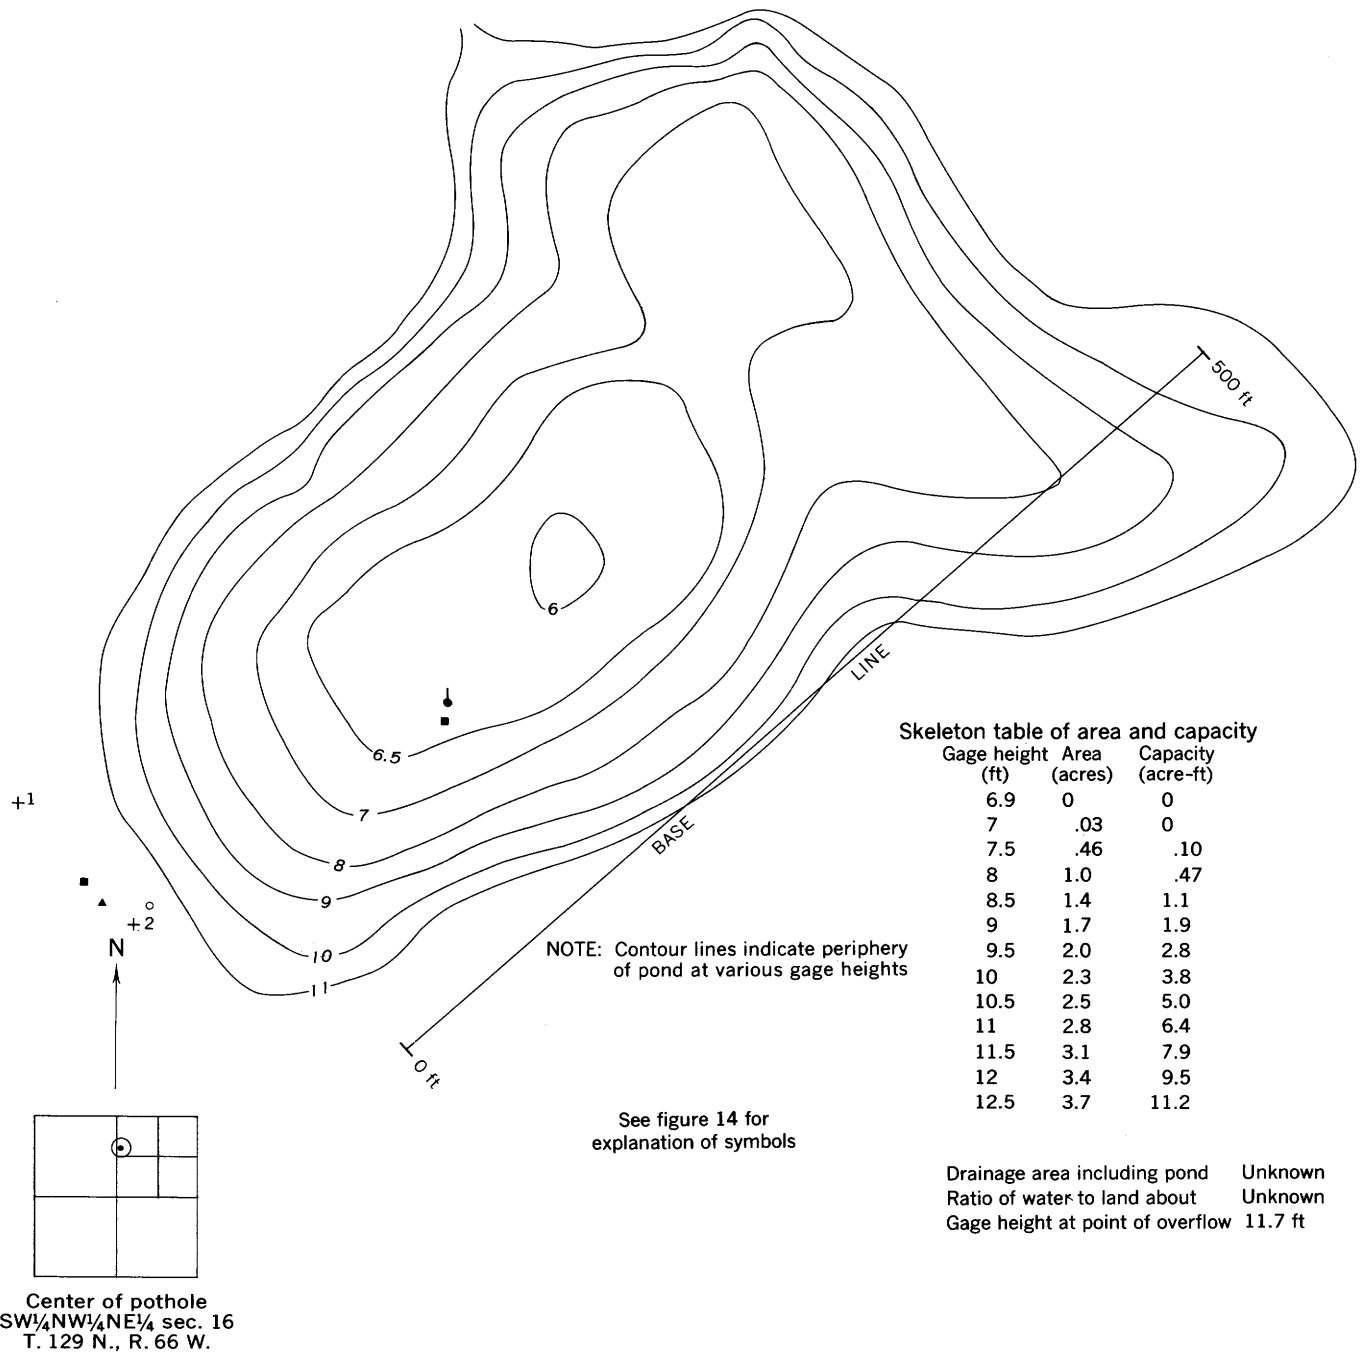 500 ft
6
6.5
7
8
9
10
11
LINE
BASE
0 ft
+1
+2
N
NOTE: Contour lines indicate periphery
of pond at various gage heights
See figure 14 for
explanation of symbols
Skeleton table of area and capacity
Gage height Area Capacity
(ft) (acres) (acre-ft)
6.9 0 0
7 .03 0
7.5 .46 .10
8 1.0 .47
8.5 1.4 1.1
9 1.7 1.9
9.5 2.0 2.8
10 2.3 3.8
10.5 2.5 5.0
11 2.8 6.4
11.5 3.1 7.9
12 3.4 9.5
12.5 3.7 11.2
Drainage area including pond Unknown
Ratio of water to land about Unknown
Gage height at point of overflow 11.7 ft
Center of pothole
SW¼NW¼NE¼ sec. 16
T. 129 N., R. 66 W.